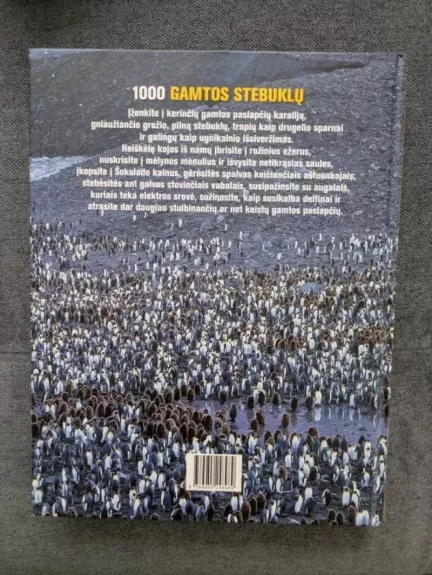 1000 GAMTOS STEBUKLŲ
Įženkite į kerinčių gamtos paslapčių karaliją,
gniaužiančio grožio, pilną stebuklų, trapių kaip drugelio sparnai
ir galingų kaip ugnikalnio išsiveržimas.
Neiškėlę kojos iš namų įbrisite į rožinius ežerus,
nuskrisite į mėlynus mėnulius ir išvysite netikrąstas saules,
įkopsite į Šokolado kalnus, gėrėsitės spalvas keičiančiais aštuonkojais,
stebėsitės ant galvos stovinčiais vabalais, susipažinsite su augalais,
kuriais teka elektros srovė, sužinosite, kaip susikalba delfinai ir
atrasite dar daugiau stulbinančių ar net keistų gamtos paslapčių.